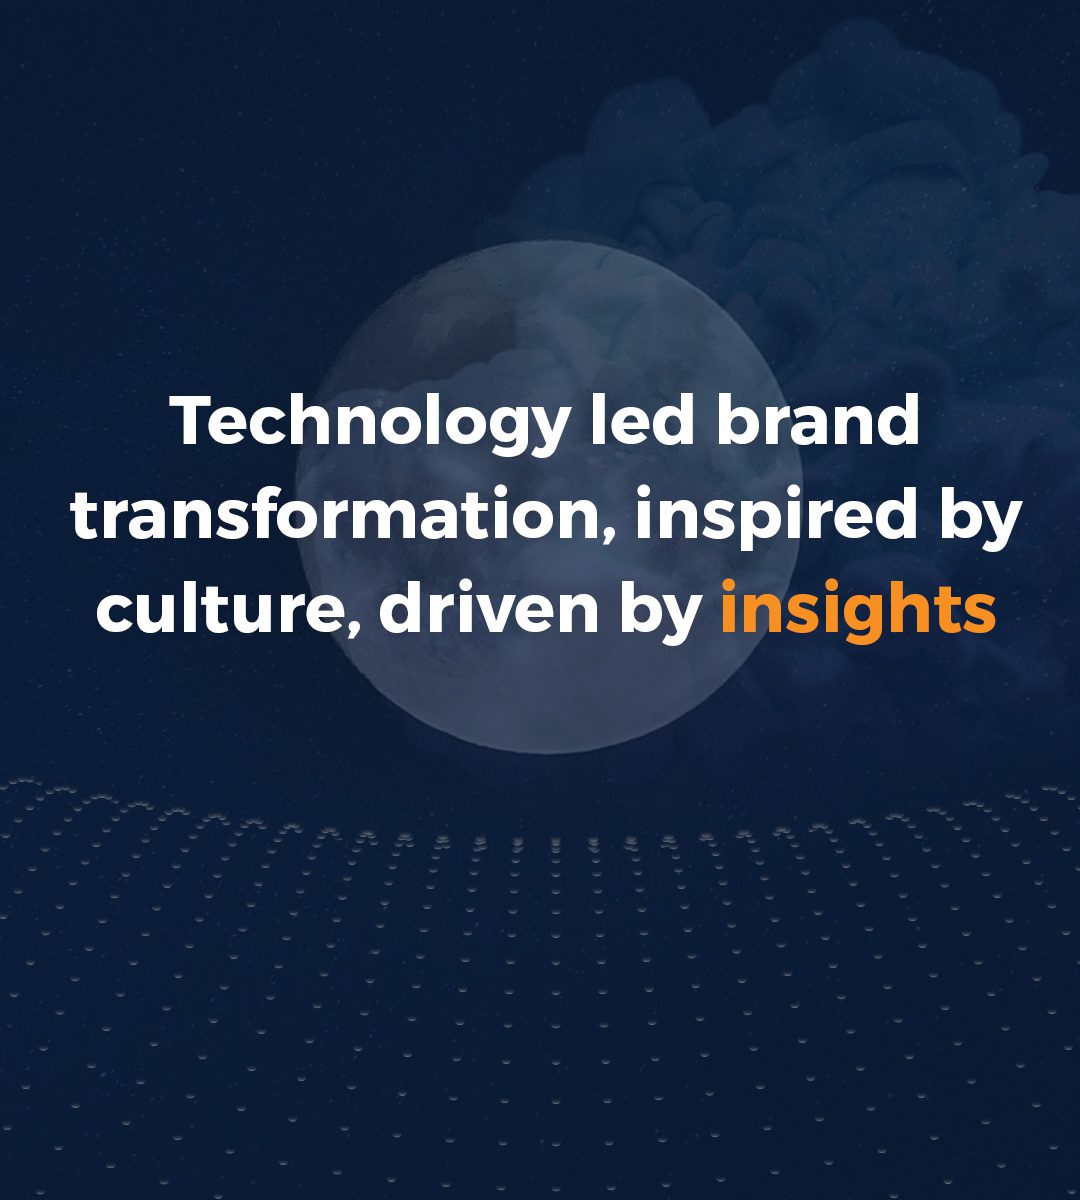 Technology led brand
transformation, inspired by
culture, driven by insights